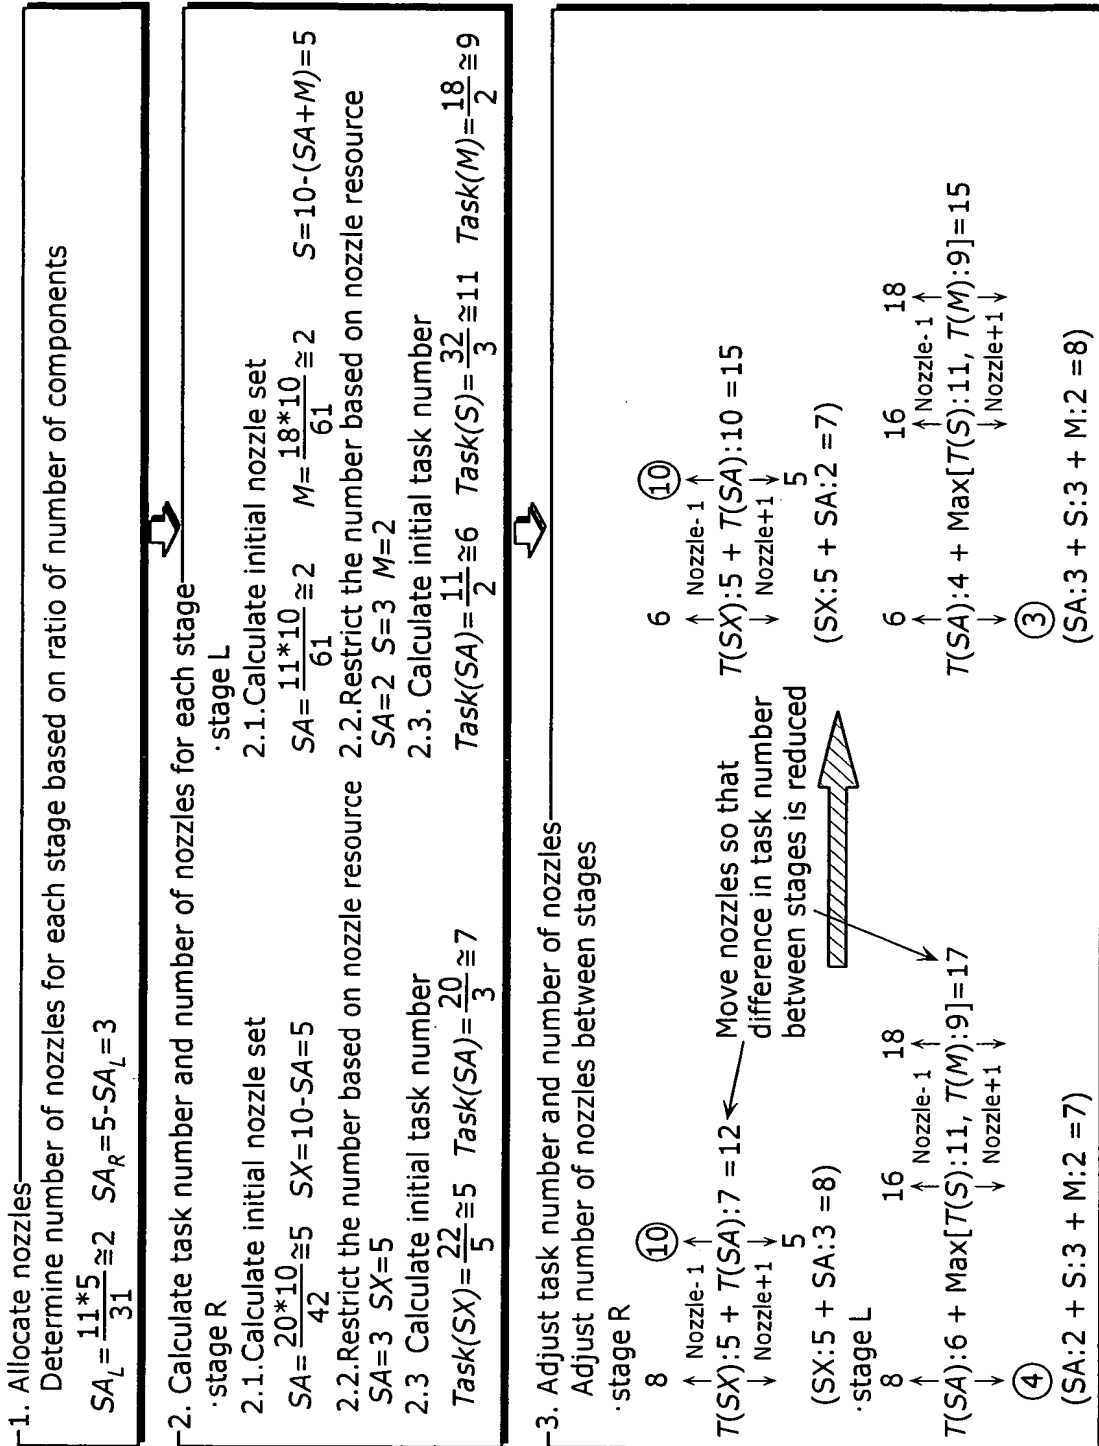 1. Allocate nozzles
Determine number of nozzles for each stage based on ratio of number of components
SA_L = 11*5/31 ≅ 2 SA_R = 5-SA_L = 3
2. Calculate task number and number of nozzles for each stage
·stage R
2.1.Calculate initial nozzle set
SA= 20*10/42 ≅5 SX=10-SA=5
2.2.Restrict the number based on nozzle resource
SA=3 SX=5
2.3 Calculate initial task number
Task(SX)= 22/5 ≅5 Task(SA)= 20/3 ≅7
·stage L
2.1.Calculate initial nozzle set
SA= 11*10/61 ≅2 M= 18*10/61 ≅2 S=10-(SA+M)=5
2.2.Restrict the number based on nozzle resource
SA=2 S=3 M=2
2.3. Calculate initial task number
Task(SA)= 11/2 ≅6 Task(S)= 32/3 ≅11 Task(M)= 18/2 ≅9
3. Adjust task number and number of nozzles
Adjust number of nozzles between stages
·stage R
8 ⑩
↑ Nozzle-1 ↑
T(SX):5 + T(SA):7 =12
↓ Nozzle+1 ↓
5
(SX:5 + SA:3 =8)
·stage L
8 16 18
↑ ↑ Nozzle-1 ↑
T(SA):6 + Max[T(S):11, T(M):9]=17
↓ ↓ Nozzle+1 ↓
④
(SA:2 + S:3 + M:2 =7)
Move nozzles so that
difference in task number
between stages is reduced
6 ⑩
↑ Nozzle-1 ↑
T(SX):5 + T(SA):10 =15
↓ Nozzle+1 ↓
5
(SX:5 + SA:2 =7)
6 16 18
↑ ↑ Nozzle-1 ↑
T(SA):4 + Max[T(S):11, T(M):9]=15
↓ ↓ Nozzle+1 ↓
③
(SA:3 + S:3 + M:2 =8)